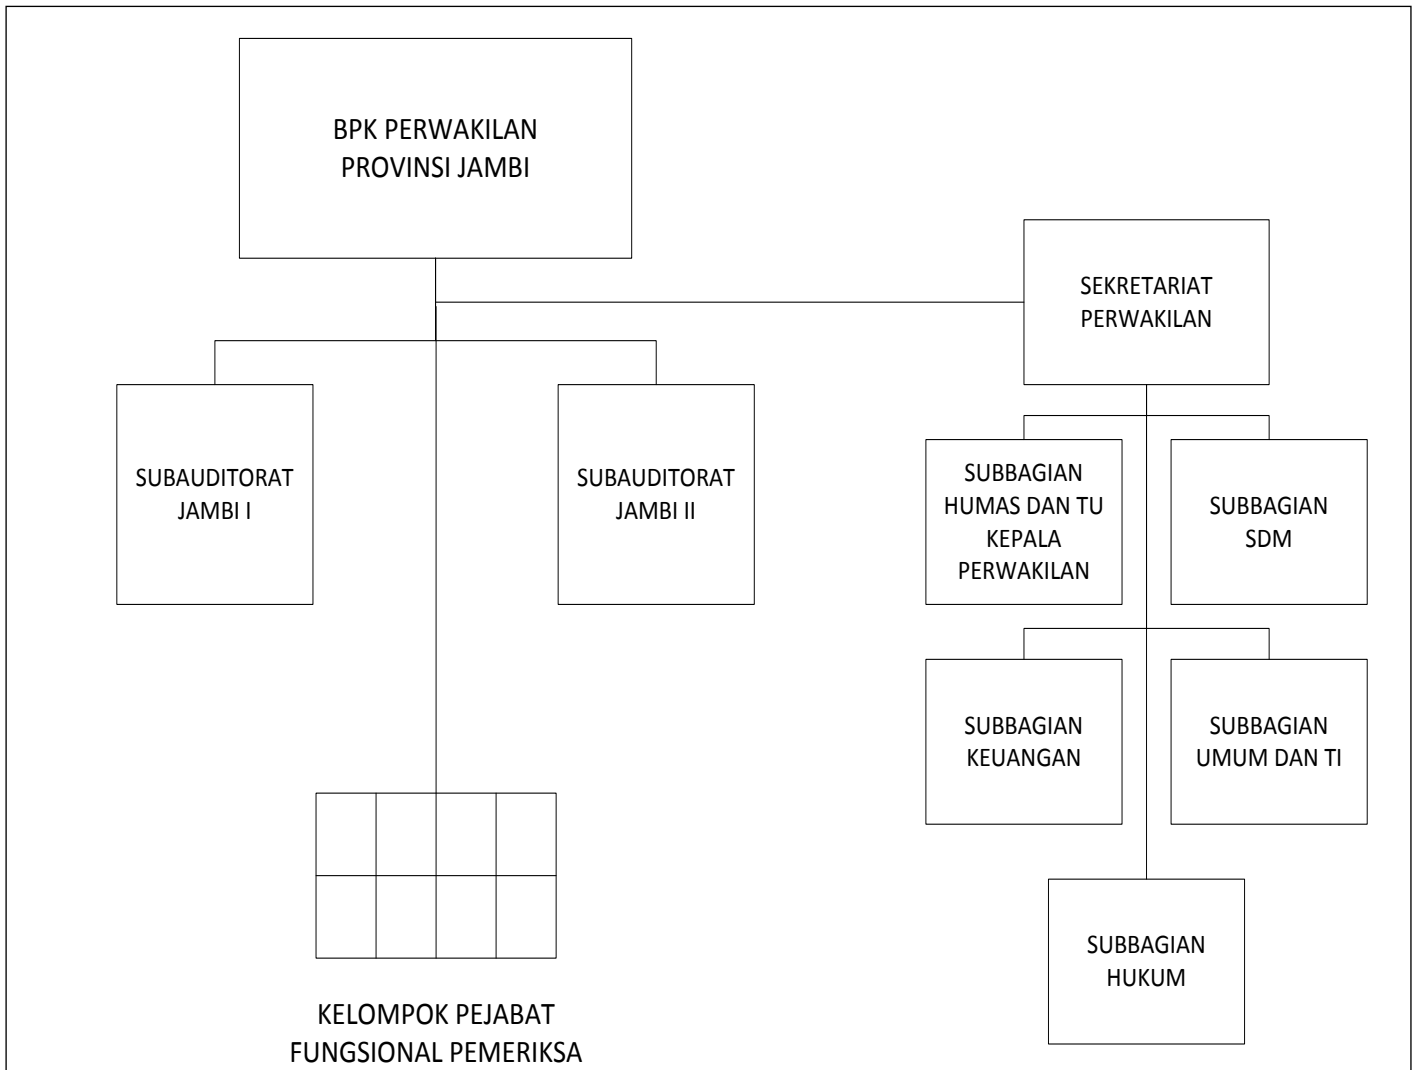 BPK PERWAKILAN
PROVINSI JAMBI
SEKRETARIAT
PERWAKILAN
SUBAUDITORAT
JAMBI I
SUBAUDITORAT
JAMBI II
SUBBAGIAN
HUMAS DAN TU
KEPALA
PERWAKILAN
SUBBAGIAN
SDM
SUBBAGIAN
KEUANGAN
SUBBAGIAN
UMUM DAN TI
SUBBAGIAN
HUKUM
KELOMPOK PEJABAT
FUNGSIONAL PEMERIKSA